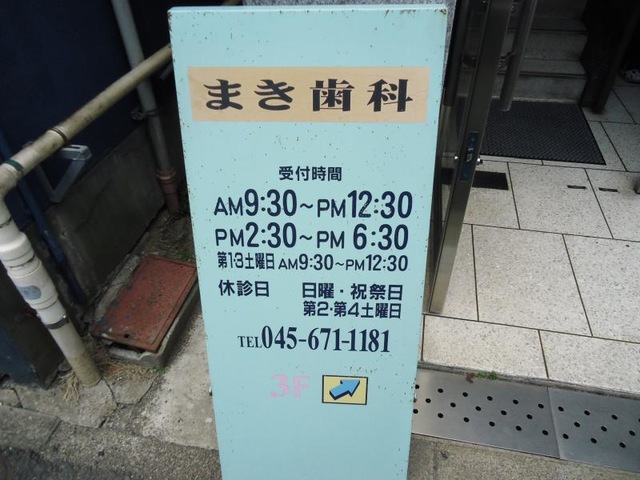 まき歯科
受付時間
AM9:30～PM12:30
PM2:30～PM6:30
第1・3土曜日 AM9:30～PM12:30
休診日 日曜・祝祭日
第2・第4土曜日
TEL045-671-1181
3F